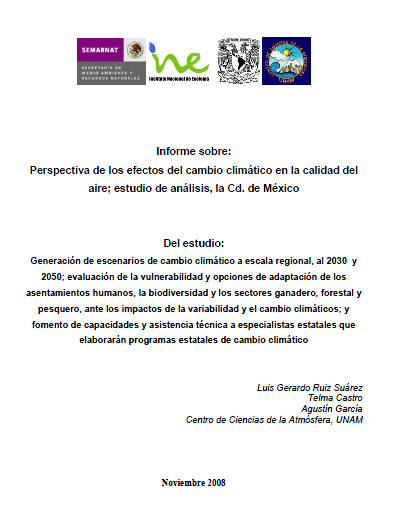 SEMARNAT
SECRETARÍA DE
MEDIO AMBIENTE Y
RECURSOS NATURALES
ine
Instituto Nacional de Ecología
UNAM
Informe sobre:
Perspectiva de los efectos del cambio climático en la calidad del
aire; estudio de análisis, la Cd. de México
Del estudio:
Generación de escenarios de cambio climático a escala regional, al 2030 y
2050; evaluación de la vulnerabilidad y opciones de adaptación de los
asentamientos humanos, la biodiversidad y los sectores ganadero, forestal y
pesquero, ante los impactos de la variabilidad y el cambio climáticos; y
fomento de capacidades y asistencia técnica a especialistas estatales que
elaborarán programas estatales de cambio climático
Luis Gerardo Ruiz Suárez
Telma Castro
Agustín García
Centro de Ciencias de la Atmósfera, UNAM
Noviembre 2008